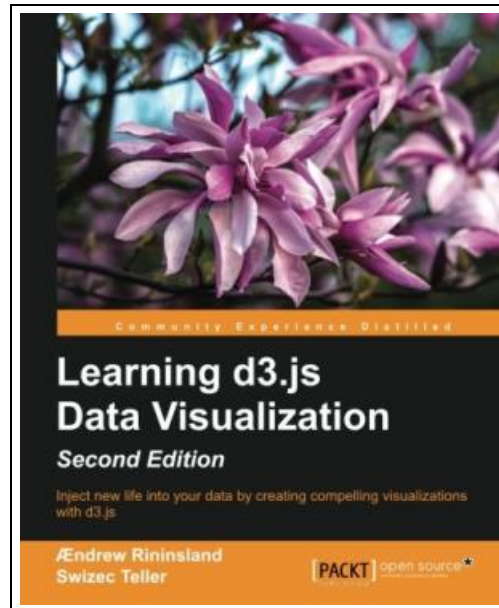 Community Experience Distilled
Learning d3.js
Data Visualization
Second Edition
Inject new life into your data by creating compelling visualizations
with d3.js
Ændrew Rininsland
Swizec Teller
[PACKT] open source*